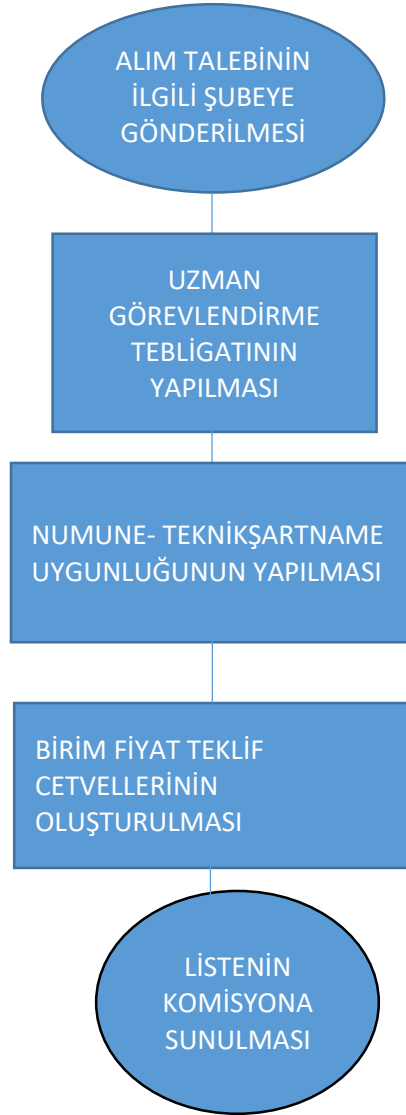 ALIM TALEBİNİN
İLGİLİ ŞUBEYE
GÖNDERİLMESİ
UZMAN
GÖREVLENDİRME
TEBLİGATININ
YAPILMASI
NUMUNE- TEKNİKŞARTNAME
UYGUNLUĞUNUN YAPILMASI
BİRİM FİYAT TEKLİF
CETVELLERİNİN
OLUŞTURULMASI
LİSTENİN
KOMİSYONA
SUNULMASI